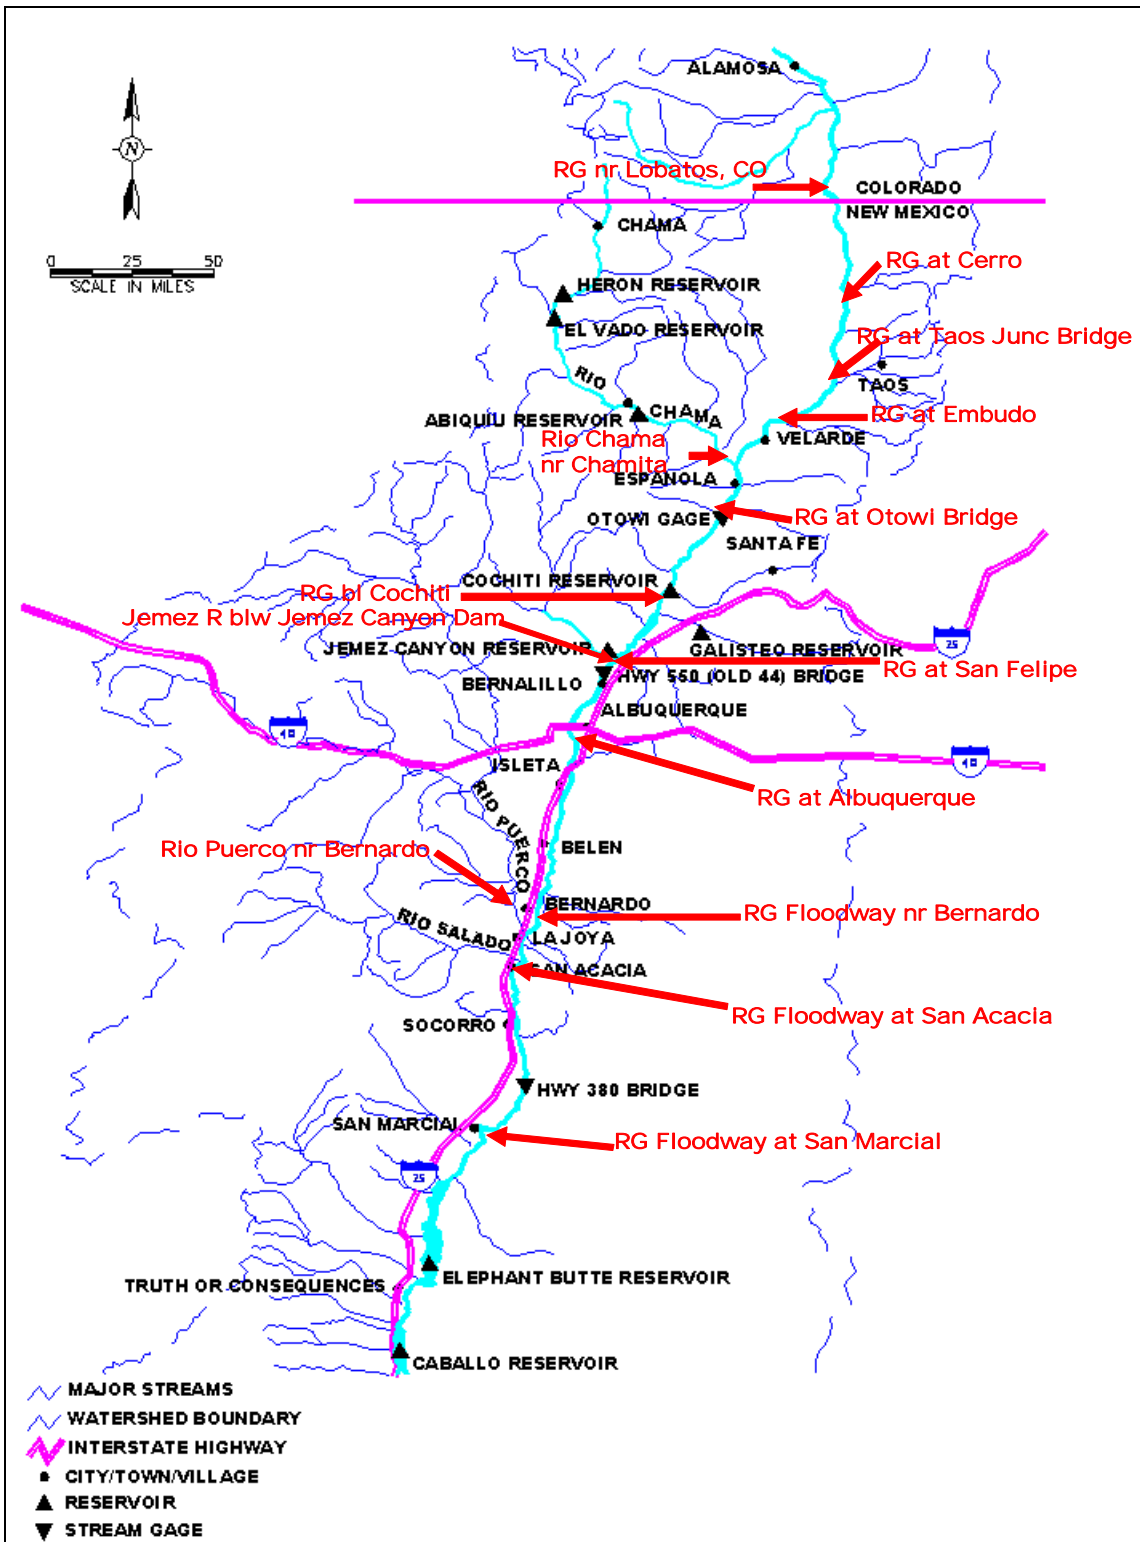 ALAMOSA
RG nr Lobatos, CO
COLORADO
NEW MEXICO
N
CHAMA
0 25 50
SCALE IN MILES
RG at Cerro
HERON RESERVOIR
EL VADO RESERVOIR
RG at Taos Junc Bridge
TAOS
RIO CHAMA
ABIQUIU RESERVOIR
RG at Embudo
Rio Chama
nr Chamita
VELARDE
ESPANOLA
OTOWI GAGE
RG at Otowi Bridge
SANTA FE
COCHITI RESERVOIR
RG bl Cochiti
Jemez R blw Jemez Canyon Dam
JEMEZ CANYON RESERVOIR
GALISTEO RESERVOIR
25
RG at San Felipe
HWY 550 (OLD 44) BRIDGE
BERNALILLO
ALBUQUERQUE
40
40
ISLETA
RG at Albuquerque
RIO PUERCO
BELEN
Rio Puerco nr Bernardo
BERNARDO
RG Floodway nr Bernardo
RIO SALADO
LA JOYA
SAN ACACIA
RG Floodway at San Acacia
SOCORRO
HWY 380 BRIDGE
SAN MARCIAL
RG Floodway at San Marcial
25
ELEPHANT BUTTE RESERVOIR
TRUTH OR CONSEQUENCES
CABALLO RESERVOIR
MAJOR STREAMS
WATERSHED BOUNDARY
INTERSTATE HIGHWAY
CITY/TOWN/VILLAGE
RESERVOIR
STREAM GAGE